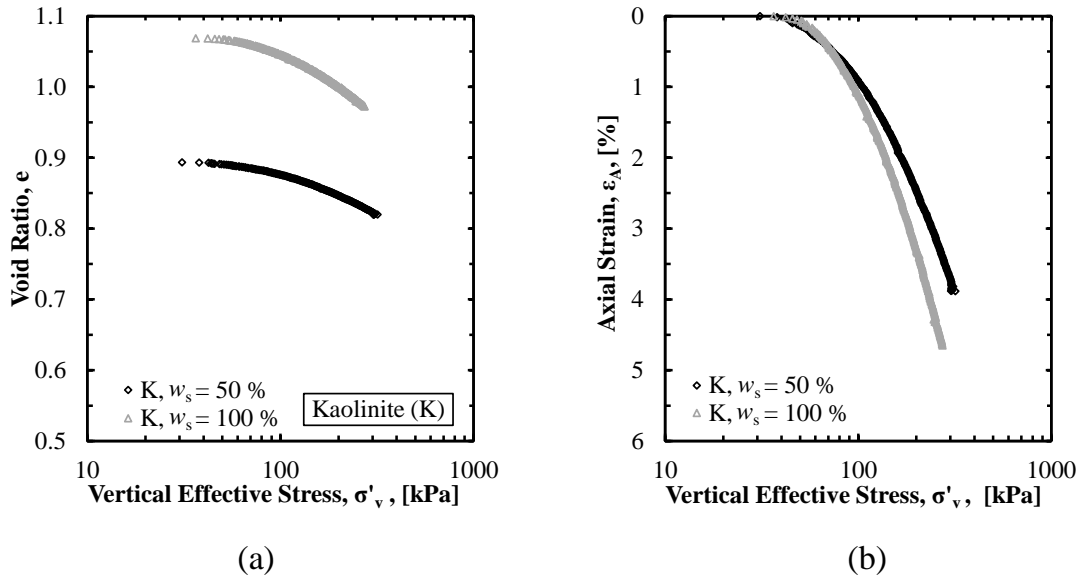 1.1
1.0
0.9
0.8
0.7
0.6
0.5
Void Ratio, e
K, ws = 50 %
K, ws = 100 %
Kaolinite (K)
10
100
1000
Vertical Effective Stress, σ'v , [kPa]
(a)
0
1
2
3
4
5
6
Axial Strain, εA, [%]
K, ws = 50 %
K, ws = 100 %
10
100
1000
Vertical Effective Stress, σ'v , [kPa]
(b)